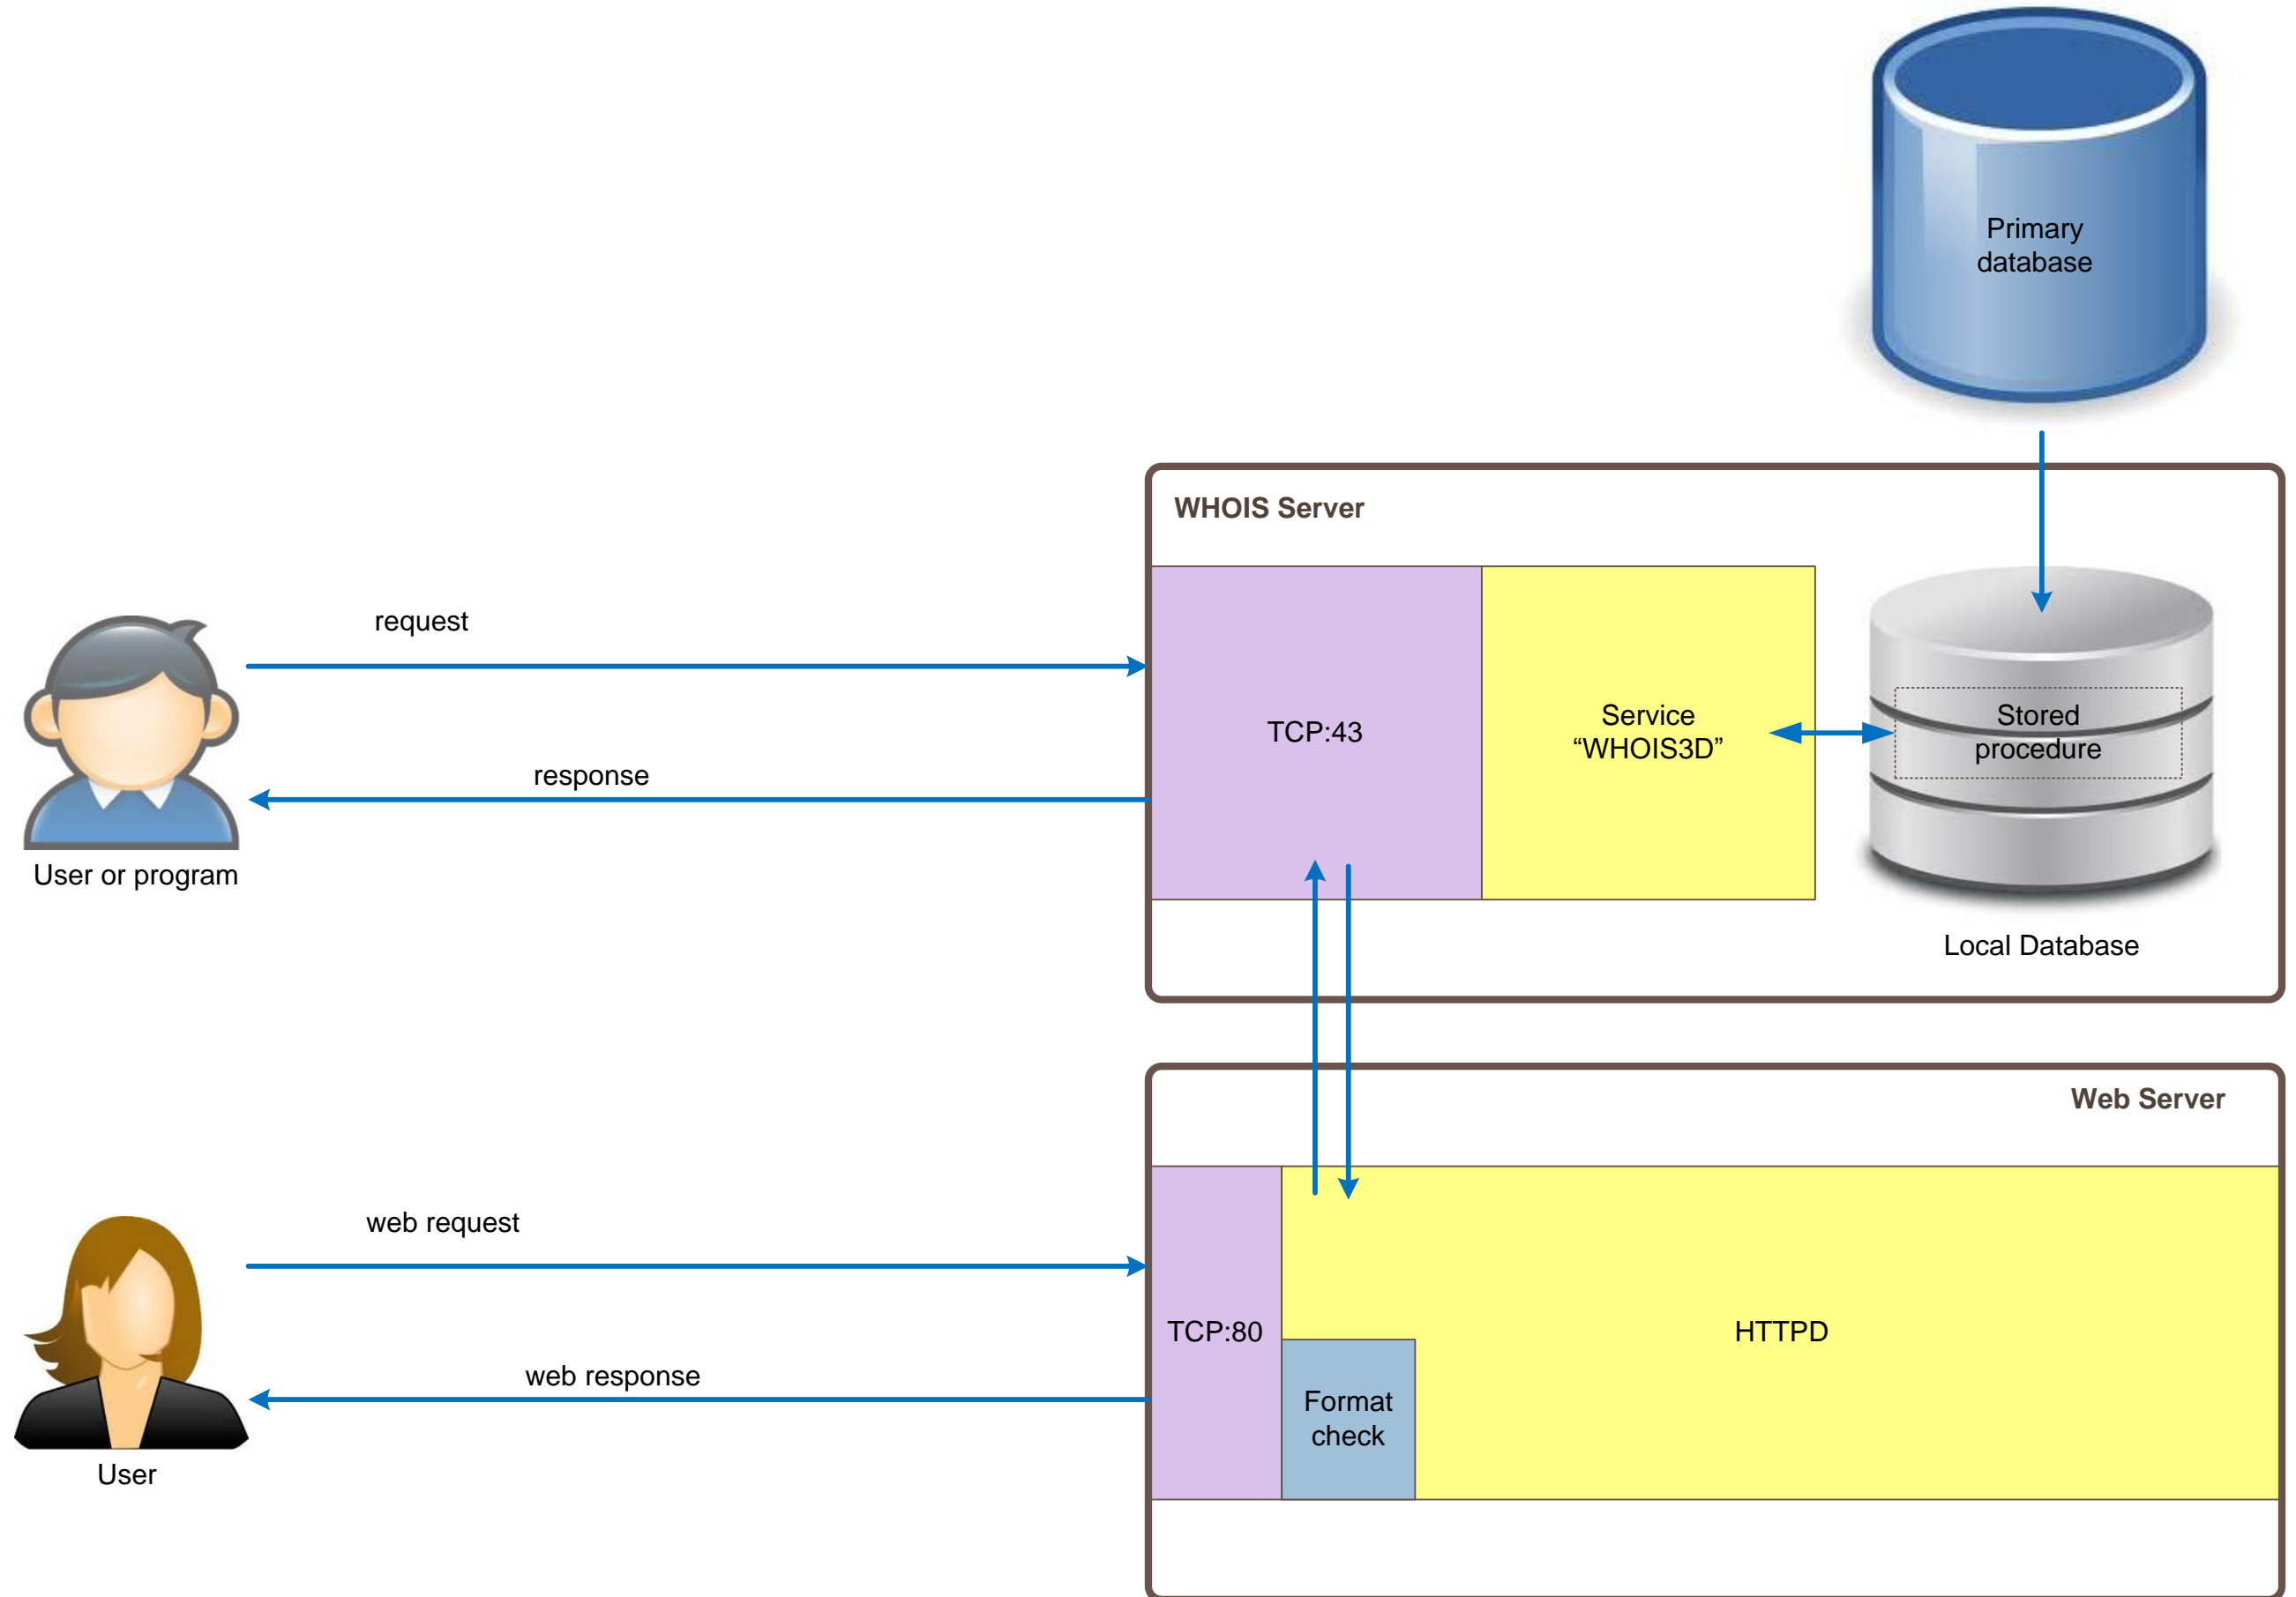 Primary
database
WHOIS Server
request
TCP:43
Service
“WHOIS3D”
Stored
procedure
response
User or program
Local Database
Web Server
web request
TCP:80
HTTPD
web response
Format
check
User